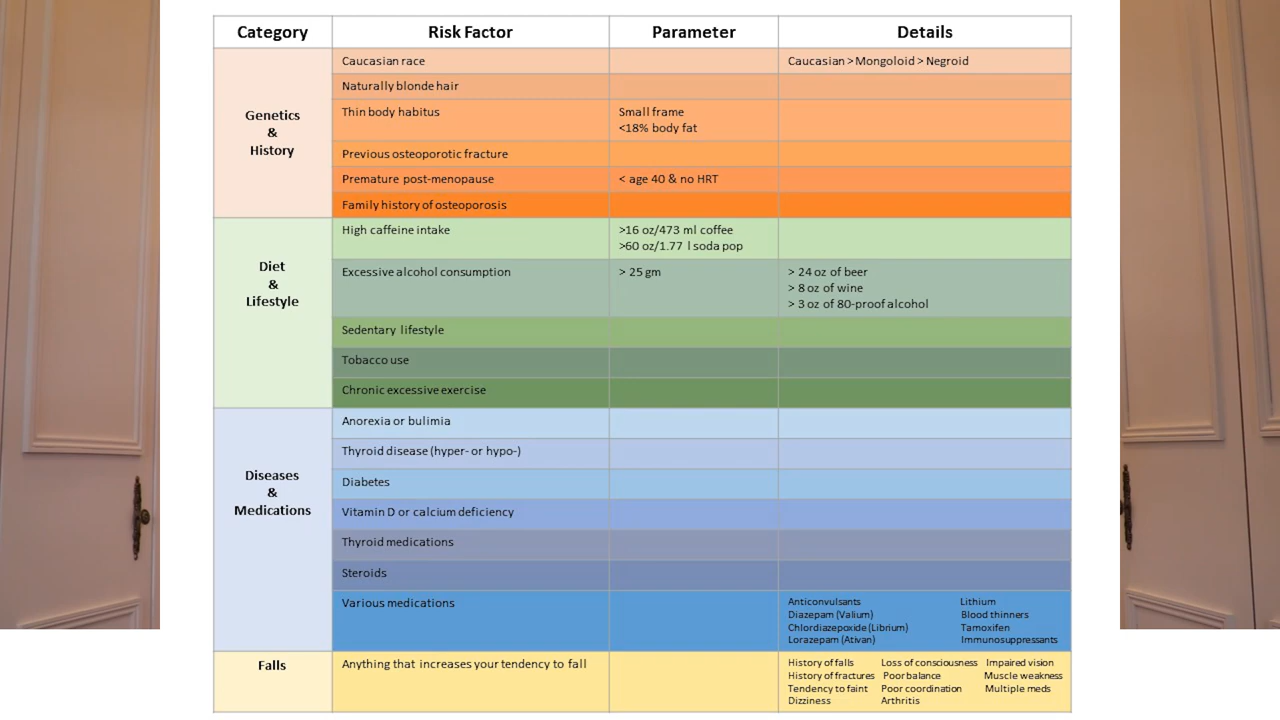 Category Risk Factor Parameter Details
Genetics
&
History
Caucasian race Caucasian > Mongoloid > Negroid
Naturally blonde hair
Thin body habitus Small frame
<18% body fat
Previous osteoporotic fracture
Premature post-menopause < age 40 & no HRT
Family history of osteoporosis
Diet
&
Lifestyle
High caffeine intake >16 oz/473 ml coffee
>60 oz/1.77 l soda pop
Excessive alcohol consumption > 25 gm > 24 oz of beer
> 8 oz of wine
> 3 oz of 80-proof alcohol
Sedentary lifestyle
Tobacco use
Chronic excessive exercise
Diseases
&
Medications
Anorexia or bulimia
Thyroid disease (hyper- or hypo-)
Diabetes
Vitamin D or calcium deficiency
Thyroid medications
Steroids
Various medications Anticonvulsants Lithium
Diazepam (Valium) Blood thinners
Chlordiazepoxide (Librium) Tamoxifen
Lorazepam (Ativan) Immunosuppressants
Falls Anything that increases your tendency to fall History of falls Loss of consciousness Impaired vision
History of fractures Poor balance Muscle weakness
Tendency to faint Poor coordination Multiple meds
Dizziness Arthritis